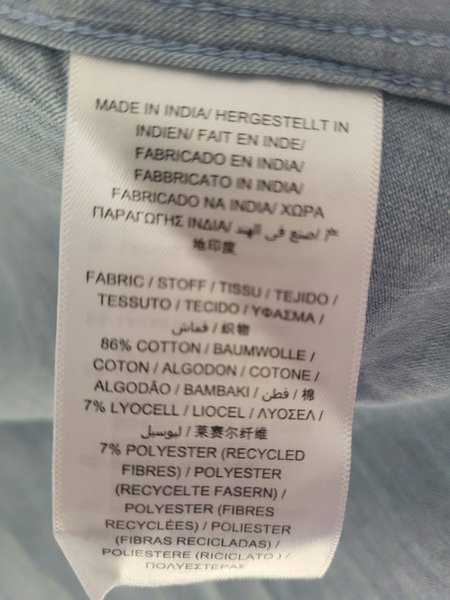 MADE IN INDIA/ HERGESTELLT IN
INDIEN/ FAIT EN INDE/
FABRICADO EN INDIA/
FABBRICATO IN INDIA/
FABRICADO NA INDIA/ ΧΩΡΑ
ΠΑΡΑΓΩΓΗΣ ΙΝΔΙΑ/ اصنع في الهند/
地印度
FABRIC / STOFF / TISSU / TEJIDO /
TESSUTO / TECIDO / ΥΦΑΣΜΑ /
قماش / 织物
86% COTTON / BAUMWOLLE /
COTON / ALGODON / COTONE /
ALGODÃO / BAMBAKI / قطن / 棉
7% LYOCELL / LIOCEL / ΛΥΟΣΕΛ /
ليوسيل / 莱赛尔纤维
7% POLYESTER (RECYCLED
FIBRES) / POLYESTER
(RECYCELTE FASERN) /
POLYESTER (FIBRES
RECYCLÉES) / POLIESTER
(FIBRAS RECICLADAS) /
POLIESTERE (RICICLATO ) /
ΠΟΛΥΕΣΤΕΡΑΣ